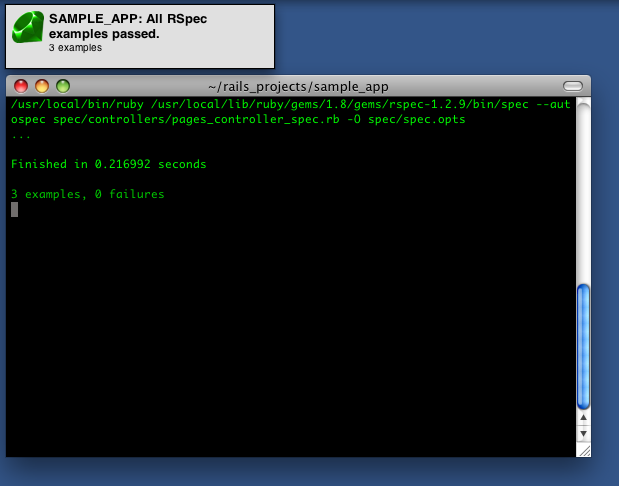 SAMPLE_APP: All RSpec
examples passed.
3 examples
~/rails_projects/sample_app
/usr/local/bin/ruby /usr/local/lib/ruby/gems/1.8/gems/rspec-1.2.9/bin/spec --aut
ospec spec/controllers/pages_controller_spec.rb -O spec/spec.opts
...
Finished in 0.216992 seconds
3 examples, 0 failures